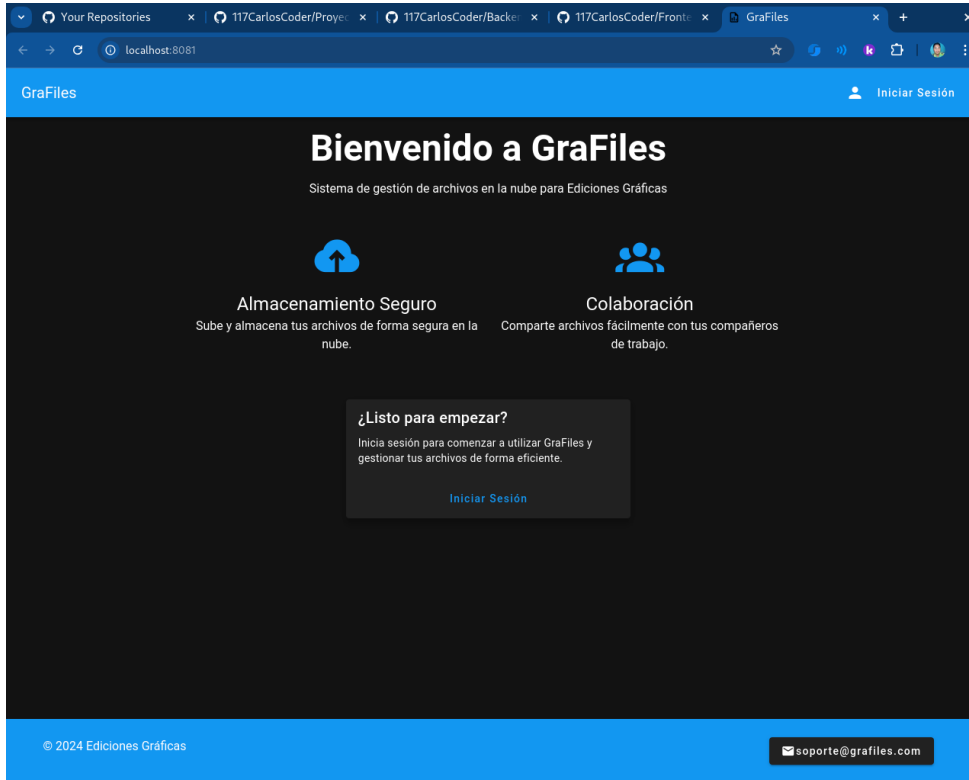 Your Repositories
117CarlosCoder/Proyec
117CarlosCoder/Backen
117CarlosCoder/Fronte
GraFiles
localhost:8081
GraFiles
Iniciar Sesión
Bienvenido a GraFiles
Sistema de gestión de archivos en la nube para Ediciones Gráficas
Almacenamiento Seguro
Sube y almacena tus archivos de forma segura en la
nube.
Colaboración
Comparte archivos fácilmente con tus compañeros
de trabajo.
¿Listo para empezar?
Inicia sesión para comenzar a utilizar GraFiles y
gestionar tus archivos de forma eficiente.
Iniciar Sesión
© 2024 Ediciones Gráficas
soporte@grafiles.com